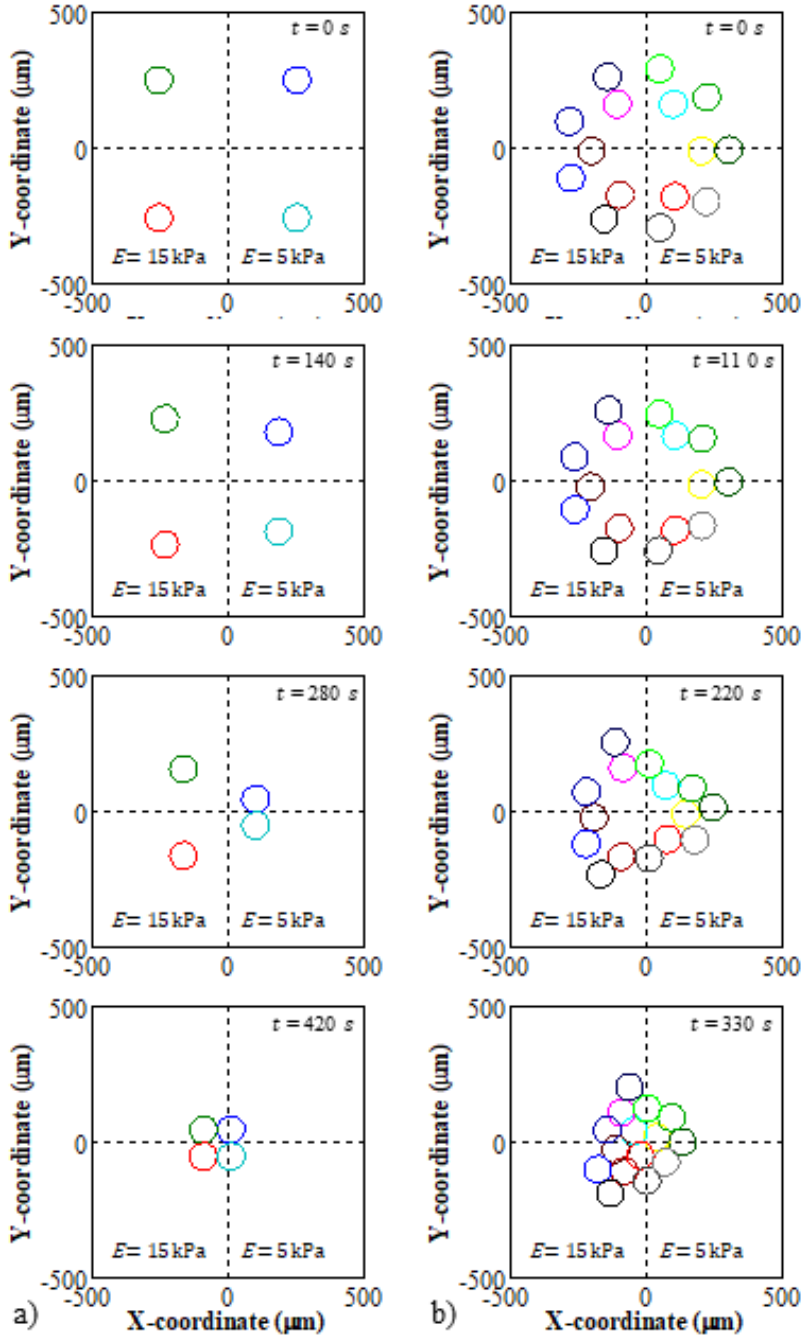 500
t = 0 s
Y-coordinate (µm)
0
E = 15 kPa
E = 5 kPa
-500
-500
0
500
500
t = 0 s
Y-coordinate (µm)
0
E = 15 kPa
E = 5 kPa
-500
-500
0
500
500
t = 140 s
Y-coordinate (µm)
0
E = 15 kPa
E = 5 kPa
-500
-500
0
500
500
t = 11 0 s
Y-coordinate (µm)
0
E = 15 kPa
E = 5 kPa
-500
-500
0
500
500
t = 280 s
Y-coordinate (µm)
0
E = 15 kPa
E = 5 kPa
-500
-500
0
500
500
t = 220 s
Y-coordinate (µm)
0
E = 15 kPa
E = 5 kPa
-500
-500
0
500
500
t = 420 s
Y-coordinate (µm)
0
E = 15 kPa
E = 5 kPa
-500
-500
0
500
a)
X-coordinate (µm)
500
t = 330 s
Y-coordinate (µm)
0
E = 15 kPa
E = 5 kPa
-500
-500
0
500
b)
X-coordinate (µm)